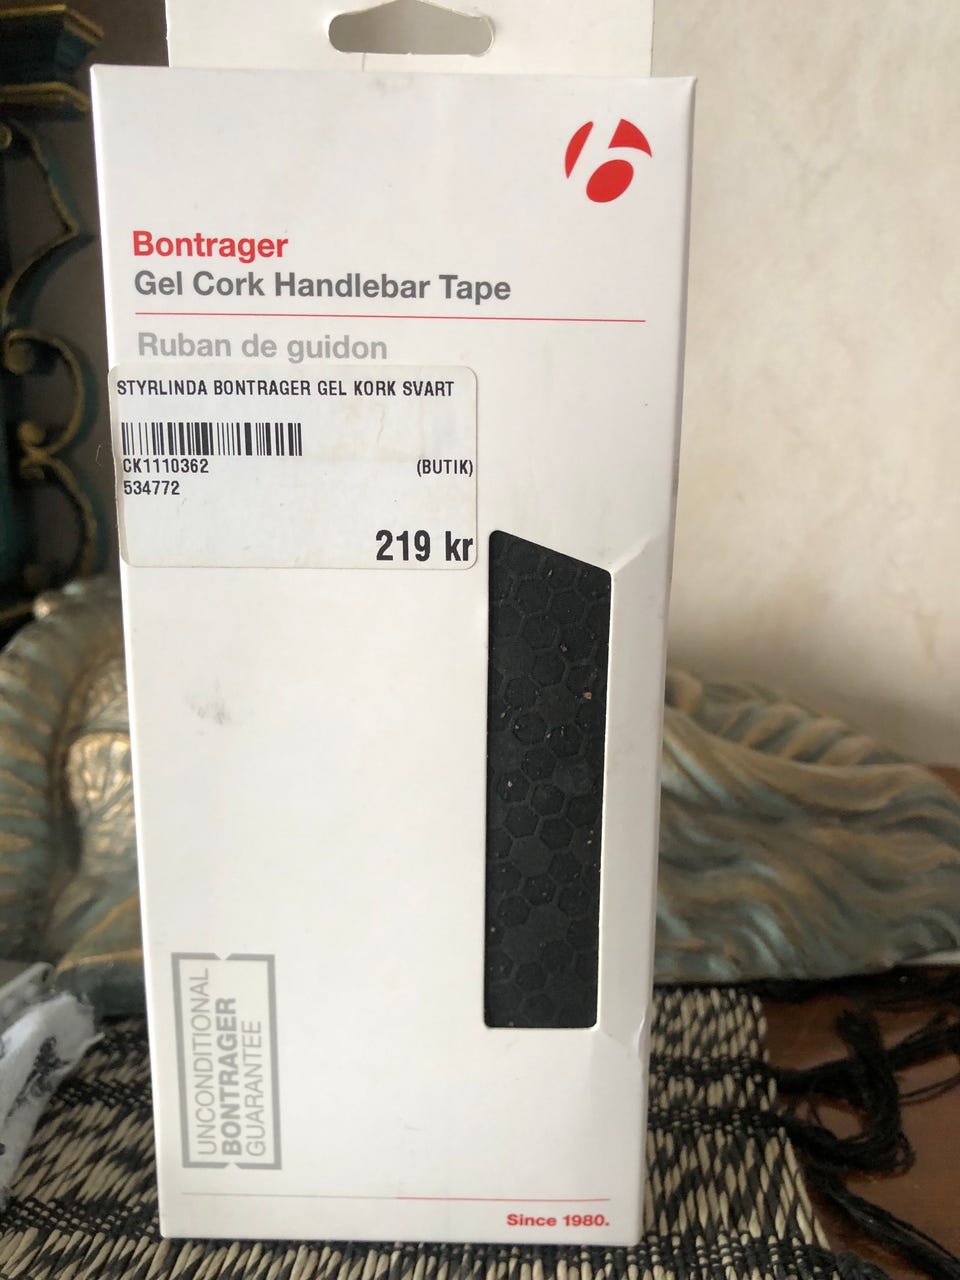 Bontrager
Gel Cork Handlebar Tape
Ruban de guidon
STYRLINDA BONTRAGER GEL KORK SVART
CK1110362 (BUTIK)
534772
219 kr
UNCONDITIONAL
BONTRAGER
GUARANTEE
Since 1980.